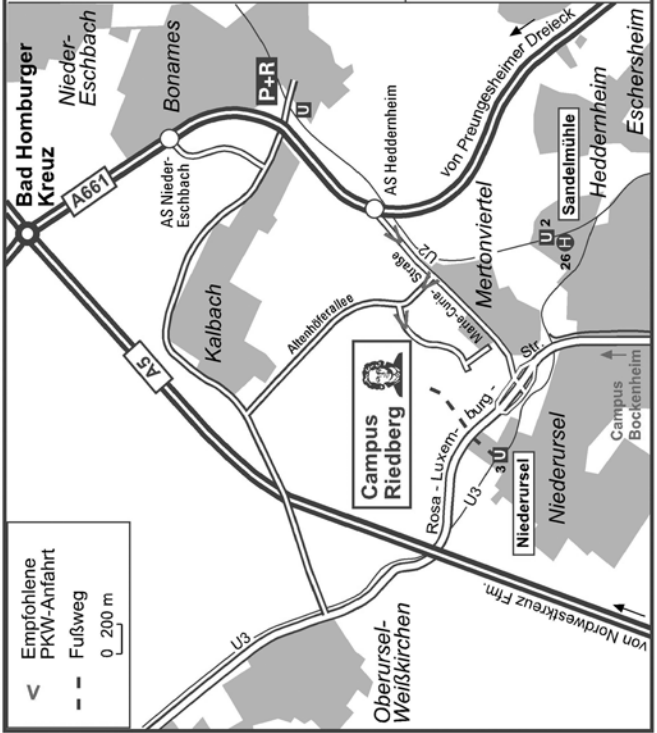 Bad Homburger
Kreuz
Nieder-
Eschbach
Bonames
A661
AS Nieder-
Eschbach
P+R
U
von Preungesheimer Dreieck
Eschersheim
Heddernheim
Sandelmühle
U 2
26 H
AS Heddernheim
U2
Mertonviertel
Marie-Curie-
Straße
Altenhöferallee
Kalbach
A5
Campus
Riedberg
Rosa - Luxem-
burg -
Str.
Campus
Bockenheim
3 U
Niederursel
Niederursel
U3
U3
von Nordwestkreuz Ffm.
Oberursel-
Weißkirchen
Empfohlene
PKW-Anfahrt
Fußweg
0 200 m